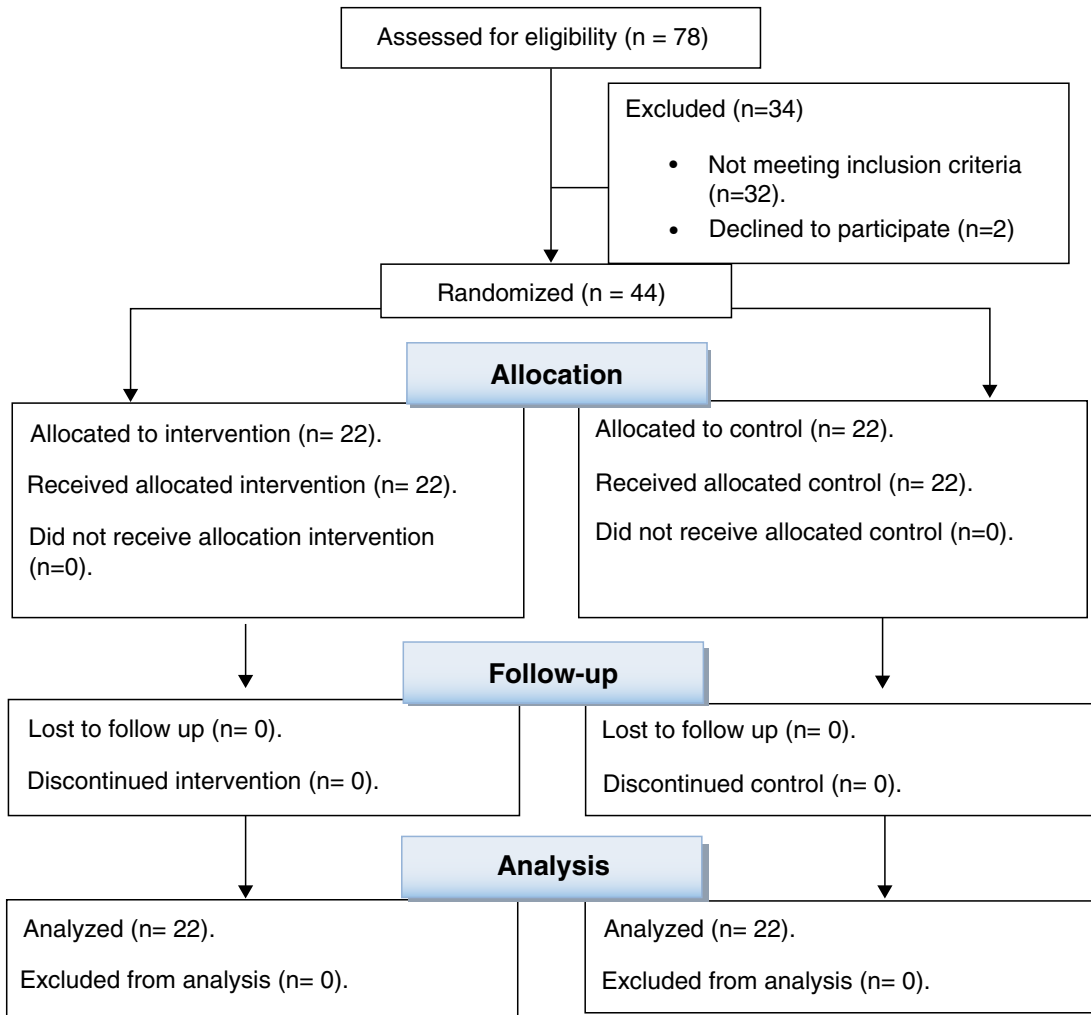 Assessed for eligibility (n = 78)
Excluded (n=34)
• Not meeting inclusion criteria
(n=32).
• Declined to participate (n=2)
Randomized (n = 44)
Allocation
Allocated to intervention (n= 22).
Received allocated intervention (n= 22).
Did not receive allocation intervention
(n=0).
Allocated to control (n= 22).
Received allocated control (n= 22).
Did not receive allocated control (n=0).
Follow-up
Lost to follow up (n= 0).
Discontinued intervention (n= 0).
Lost to follow up (n= 0).
Discontinued control (n= 0).
Analysis
Analyzed (n= 22).
Excluded from analysis (n= 0).
Analyzed (n= 22).
Excluded from analysis (n= 0).